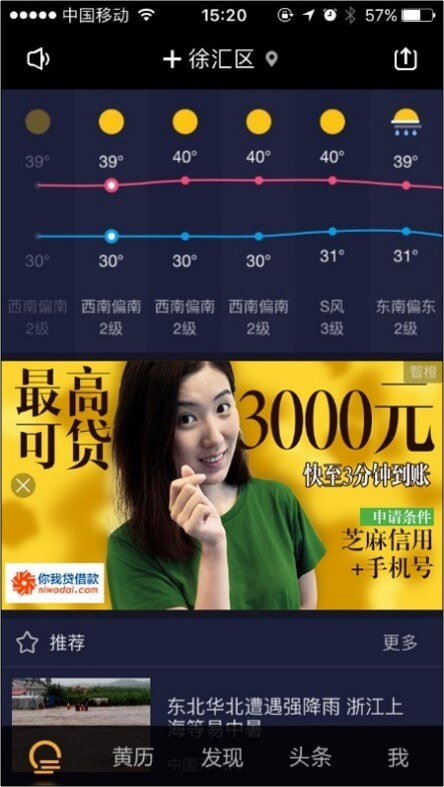 中国移动 15:20 57%
+ 徐汇区
39° 39° 40° 40° 40° 39°
30° 30° 30° 30° 31° 31°
西南偏南 西南偏南 西南偏南 西南偏南 S风 东南偏东
2级 2级 2级 2级 3级 2级
智橙
最高
可贷
3000元
快至3分钟到账
申请条件
芝麻信用
+手机号
你我贷借款
niwodai.com
推荐 更多
东北华北遭遇强降雨 浙江上
海等易中暑
黄历 发现 头条 我